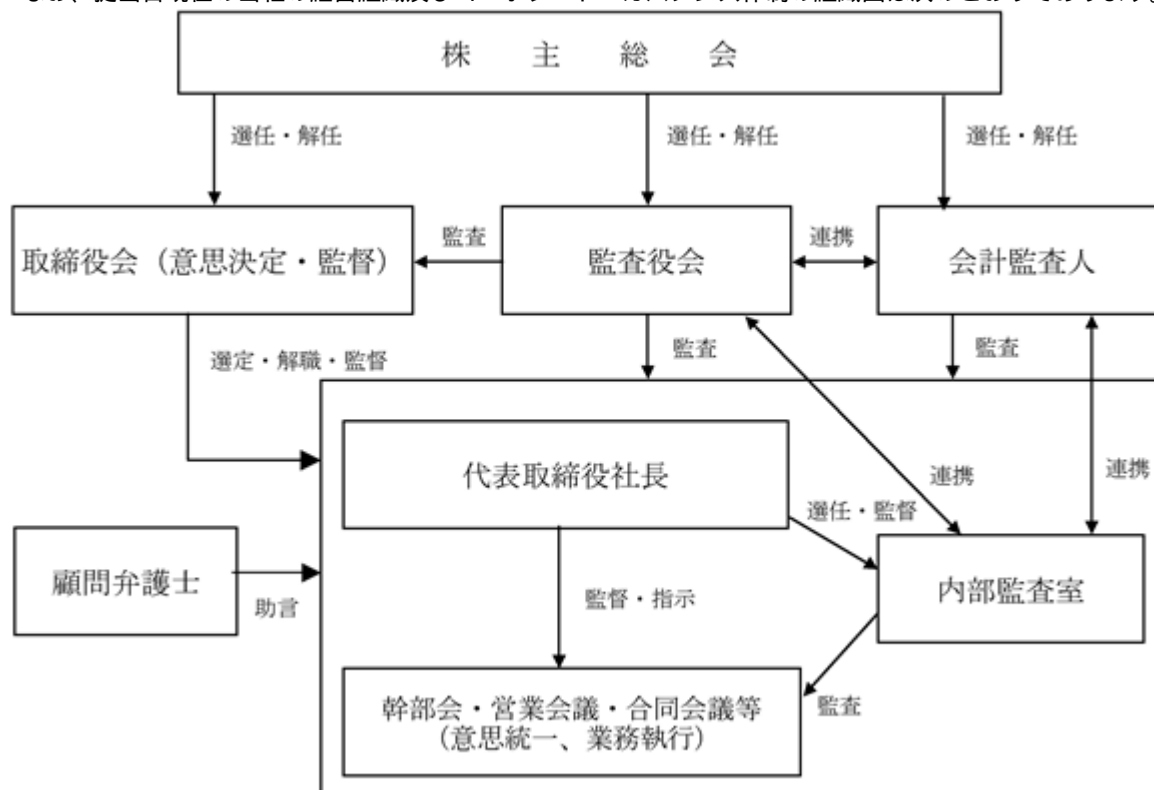 株主総会
選任・解任
選任・解任
選任・解任
取締役会（意思決定・監督）
監査
監査役会
連携
会計監査人
選定・解職・監督
監査
監査
代表取締役社長
連携
連携
選任・監督
顧問弁護士
助言
監督・指示
内部監査室
幹部会・営業会議・合同会議等
（意思統一、業務執行）
監査